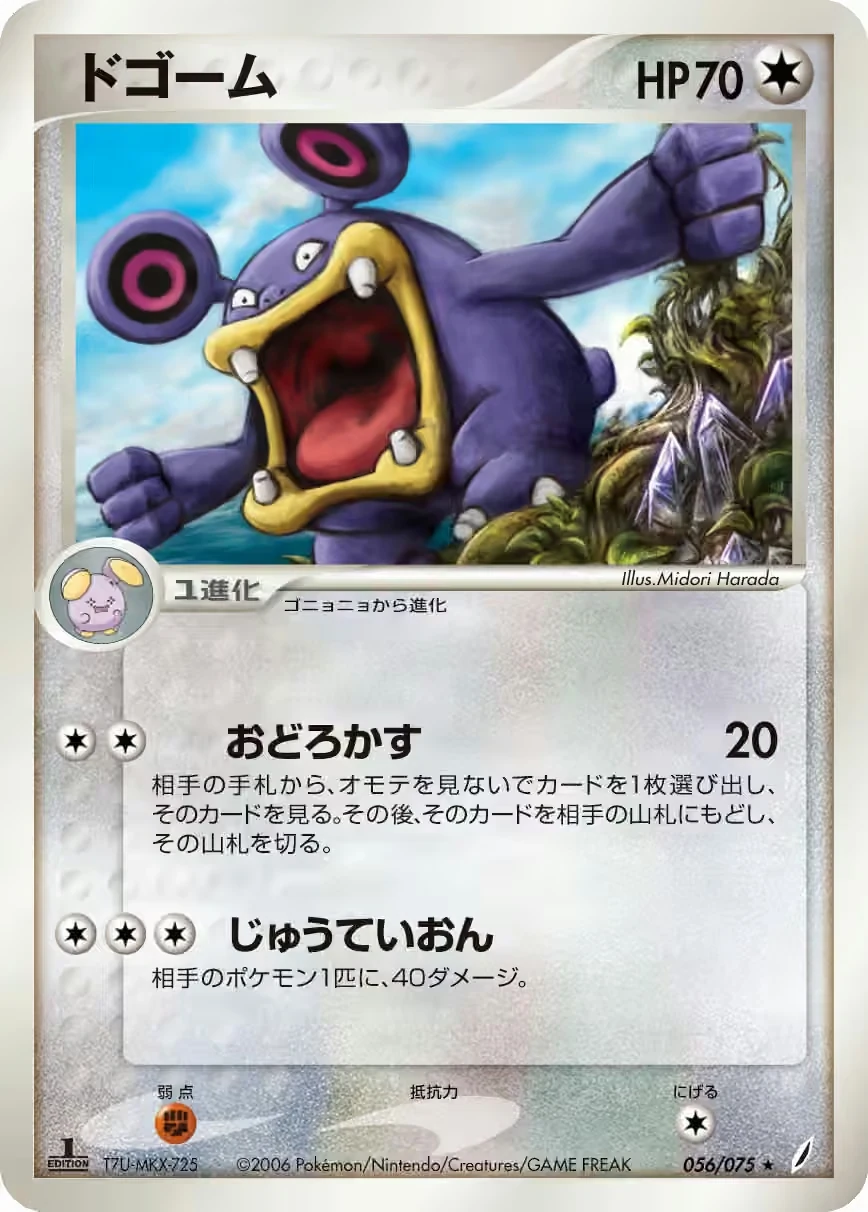 ドゴーム
HP70
Illus.Midori Harada
1進化
ゴニョニョから進化
おどろかす 20
相手の手札から、オモテを見ないでカードを1枚選び出し、
そのカードを見る。その後、そのカードを相手の山札にもどし、
その山札を切る。
じゅうていおん
相手のポケモン1匹に、40ダメージ。
弱点 抵抗力 にげる
1 EDITION T7U-MKX-725 ©2006 Pokémon/Nintendo/Creatures/GAME FREAK 056/075 ★